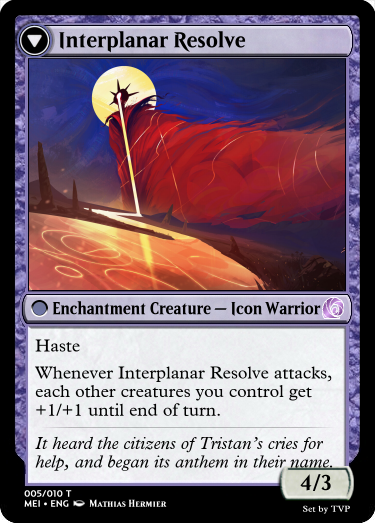 Interplanar Resolve
Enchantment Creature — Icon Warrior
Haste
Whenever Interplanar Resolve attacks,
each other creatures you control get
+1/+1 until end of turn.
It heard the citizens of Tristan's cries for
help, and began its anthem in their name.
4/3
005/010 T
MEI • ENG Mathias Hermier
Set by TVP